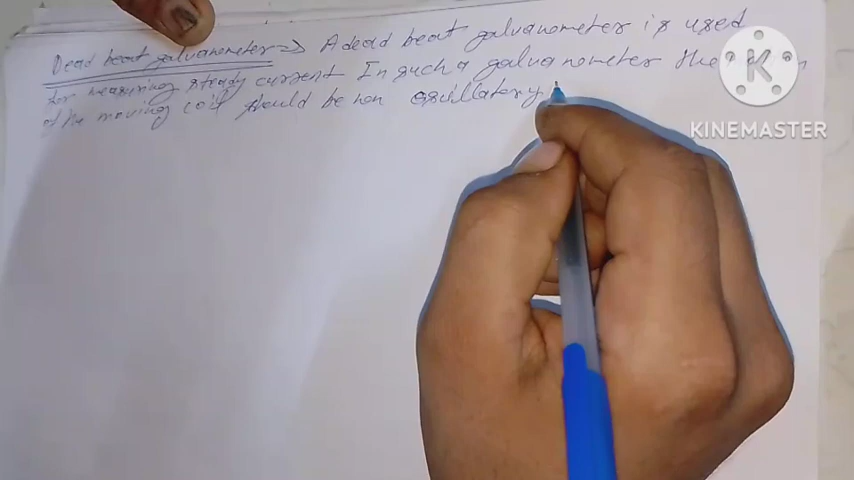 Dead beat galvanometer => A dead beat galvanometer is used
for measuring steady current In such a galvanometer the
of the moving coil should be non oscillatory
KINEMASTER